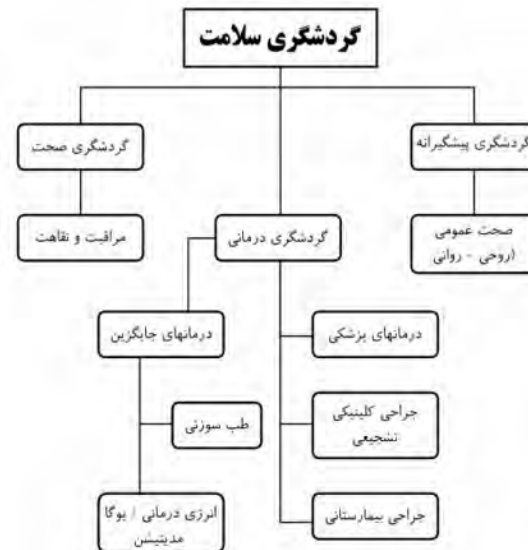 گردشگری سلامت
گردشگری پیشگیرانه
گردشگری صحت
صحت عمومی
(روحی - روانی
گردشگری درمانی
مراقبت و نقاهت
درمانهای پزشکی
درمانهای جایگزین
جراحی کلینیکی
تشجیعی
طب سوزنی
جراحی بیمارستانی
انرژی درمانی / یوگا
مدیتیشن